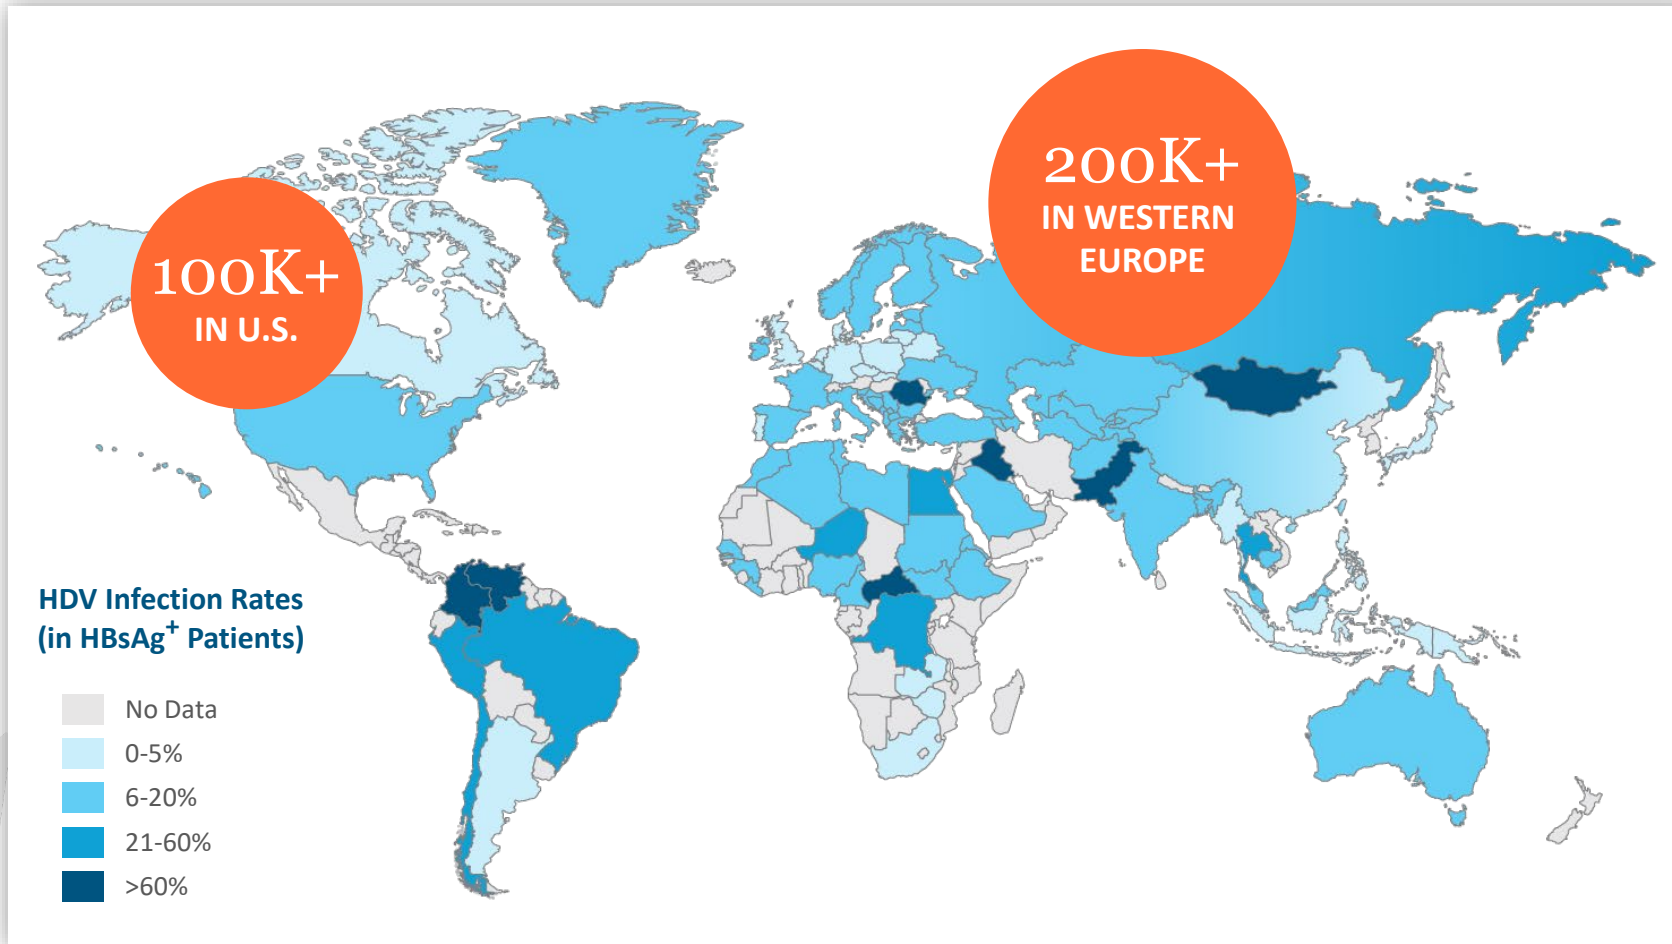 100K+
IN U.S.
200K+
IN WESTERN
EUROPE
HDV Infection Rates
(in HBsAg⁺ Patients)
No Data
0-5%
6-20%
21-60%
>60%